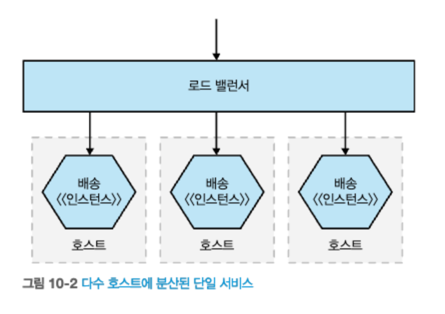 로드 밸런서
배송
<<인스턴스>>
호스트
배송
<<인스턴스>>
호스트
배송
<<인스턴스>>
호스트
그림 10-2 다수 호스트에 분산된 단일 서비스